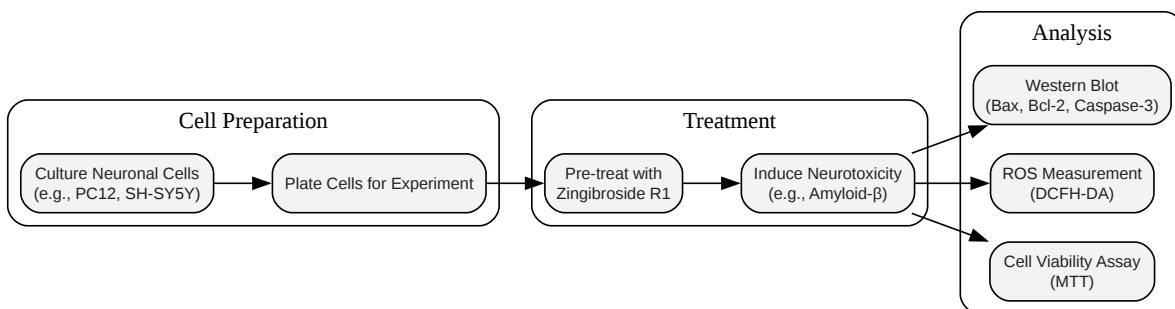 Cell Preparation
Culture Neuronal Cells
(e.g., PC12, SH-SY5Y)
Plate Cells for Experiment
Treatment
Pre-treat with
Zingibroside R1
Induce Neurotoxicity
(e.g., Amyloid-β)
Analysis
Western Blot
(Bax, Bcl-2, Caspase-3)
ROS Measurement
(DCFH-DA)
Cell Viability Assay
(MTT)